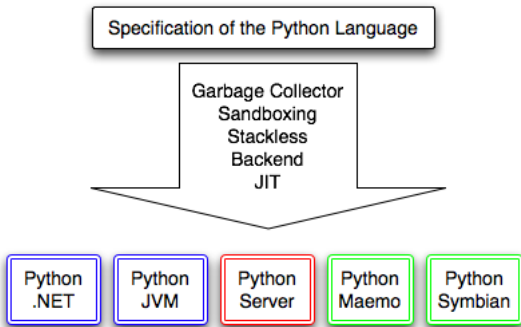 Specification of the Python Language
Garbage Collector
Sandboxing
Stackless
Backend
JIT
Python
.NET
Python
JVM
Python
Server
Python
Maemo
Python
Symbian